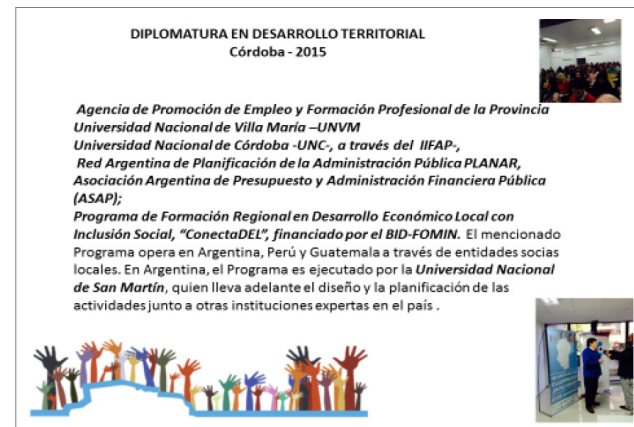 DIPLOMATURA EN DESARROLLO TERRITORIAL
Córdoba - 2015
Agencia de Promoción de Empleo y Formación Profesional de la Provincia
Universidad Nacional de Villa María –UNVM
Universidad Nacional de Córdoba -UNC-, a través del IIFAP-,
Red Argentina de Planificación de la Administración Pública PLANAR,
Asociación Argentina de Presupuesto y Administración Financiera Pública
(ASAP);
Programa de Formación Regional en Desarrollo Económico Local con
Inclusión Social, “ConectaDEL”, financiado por el BID-FOMIN. El mencionado
Programa opera en Argentina, Perú y Guatemala a través de entidades socias
locales. En Argentina, el Programa es ejecutado por la Universidad Nacional
de San Martín, quien lleva adelante el diseño y la planificación de las
actividades junto a otras instituciones expertas en el país .